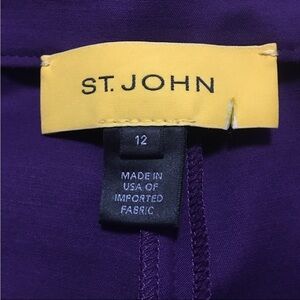 ST. JOHN
12
MADE IN
USA OF
IMPORTED
FABRIC